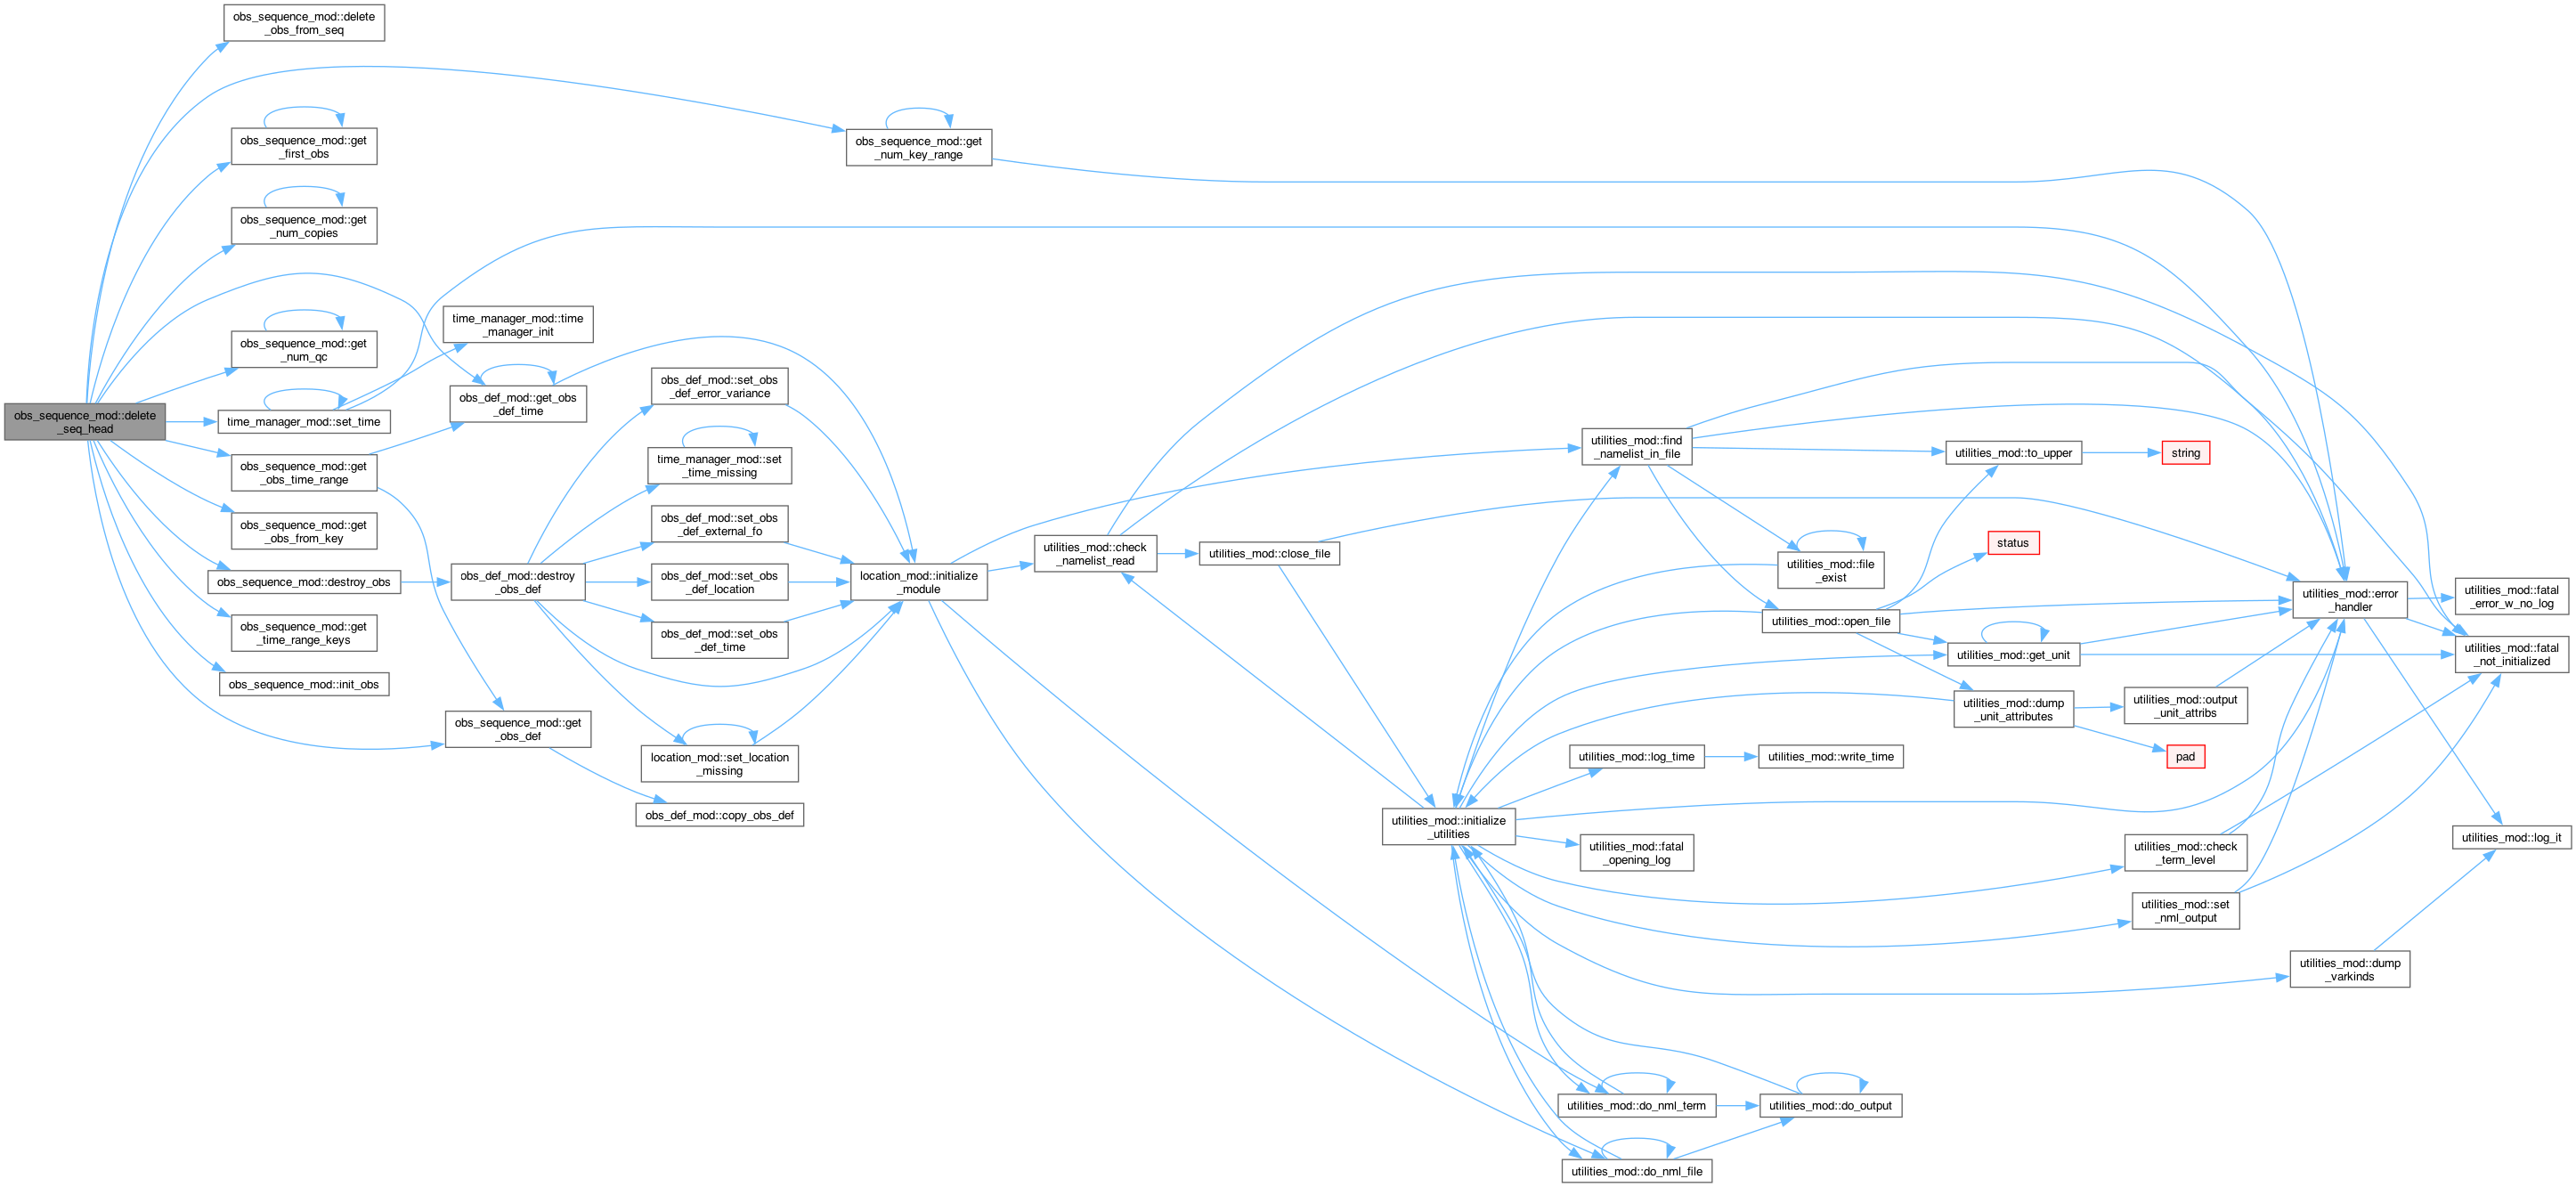 obs_sequence_mod::delete
_seq_head
obs_sequence_mod::delete
_obs_from_seq
obs_sequence_mod::get
_first_obs
obs_sequence_mod::get
_num_copies
obs_sequence_mod::get
_num_qc
time_manager_mod::set_time
obs_sequence_mod::get
_obs_time_range
obs_sequence_mod::get
_obs_from_key
obs_sequence_mod::destroy_obs
obs_sequence_mod::get
_time_range_keys
obs_sequence_mod::init_obs
time_manager_mod::time
_manager_init
obs_def_mod::get_obs
_def_time
obs_def_mod::destroy
_obs_def
obs_sequence_mod::get
_obs_def
obs_def_mod::set_obs
_def_error_variance
time_manager_mod::set
_time_missing
obs_def_mod::set_obs
_def_external_fo
obs_def_mod::set_obs
_def_location
obs_def_mod::set_obs
_def_time
location_mod::set_location
_missing
obs_def_mod::copy_obs_def
obs_sequence_mod::get
_num_key_range
location_mod::initialize
_module
utilities_mod::check
_namelist_read
utilities_mod::close_file
utilities_mod::initialize
_utilities
utilities_mod::find
_namelist_in_file
utilities_mod::log_time
utilities_mod::fatal
_opening_log
utilities_mod::do_nml_term
utilities_mod::do_nml_file
utilities_mod::file
_exist
utilities_mod::open_file
utilities_mod::write_time
utilities_mod::do_output
utilities_mod::to_upper
status
utilities_mod::get_unit
utilities_mod::dump
_unit_attributes
string
utilities_mod::output
_unit_attribs
pad
utilities_mod::check
_term_level
utilities_mod::set
_nml_output
utilities_mod::error
_handler
utilities_mod::dump
_varkinds
utilities_mod::fatal
_error_w_no_log
utilities_mod::fatal
_not_initialized
utilities_mod::log_it